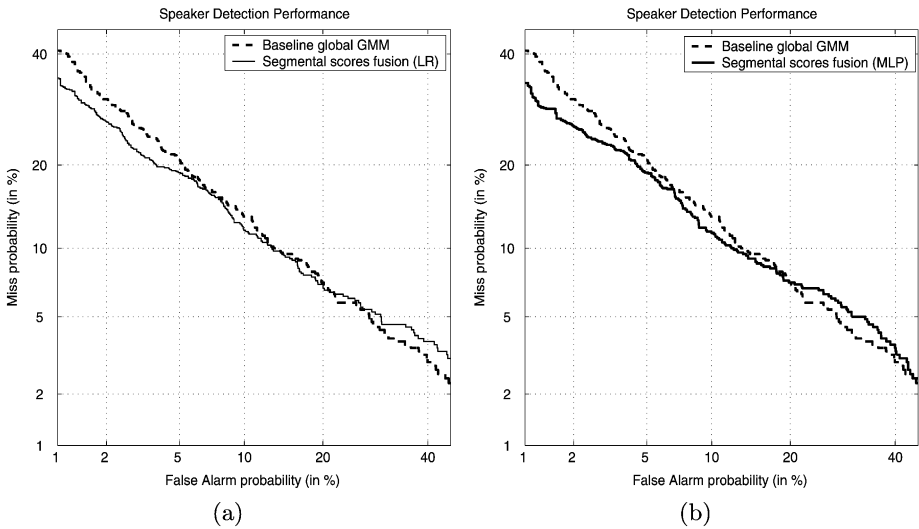 Speaker Detection Performance
Baseline global GMM
Segmental scores fusion (LR)
Miss probability (in %)
40
20
10
5
2
1
1 2 5 10 20 40
False Alarm probability (in %)
(a)
Speaker Detection Performance
Baseline global GMM
Segmental scores fusion (MLP)
Miss probability (in %)
40
20
10
5
2
1
1 2 5 10 20 40
False Alarm probability (in %)
(b)